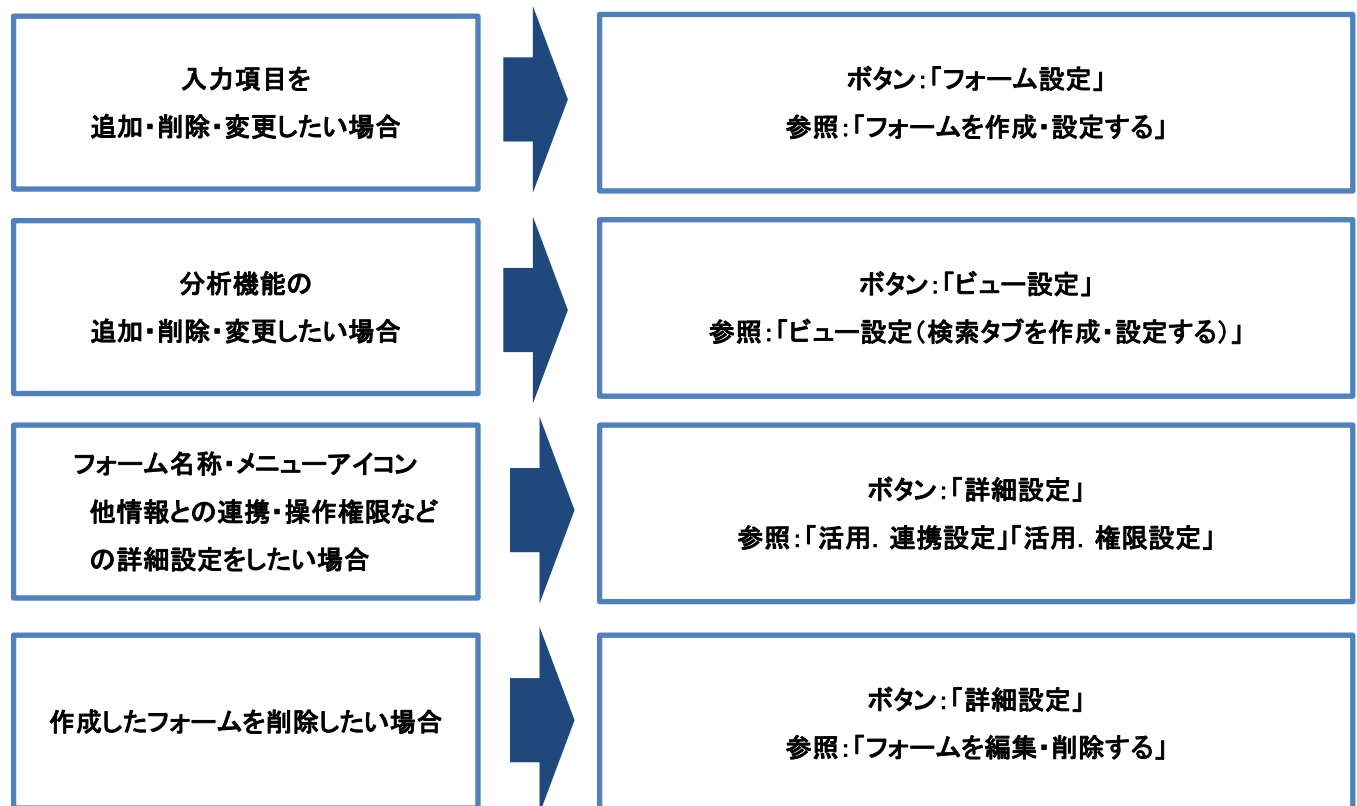 入力項目を
追加・削除・変更したい場合
ボタン：「フォーム設定」
参照：「フォームを作成・設定する」
分析機能の
追加・削除・変更したい場合
ボタン：「ビュー設定」
参照：「ビュー設定（検索タブを作成・設定する）」
フォーム名称・メニューアイコン
他情報との連携・操作権限など
の詳細設定をしたい場合
ボタン：「詳細設定」
参照：「活用．連携設定」「活用．権限設定」
作成したフォームを削除したい場合
ボタン：「詳細設定」
参照：「フォームを編集・削除する」